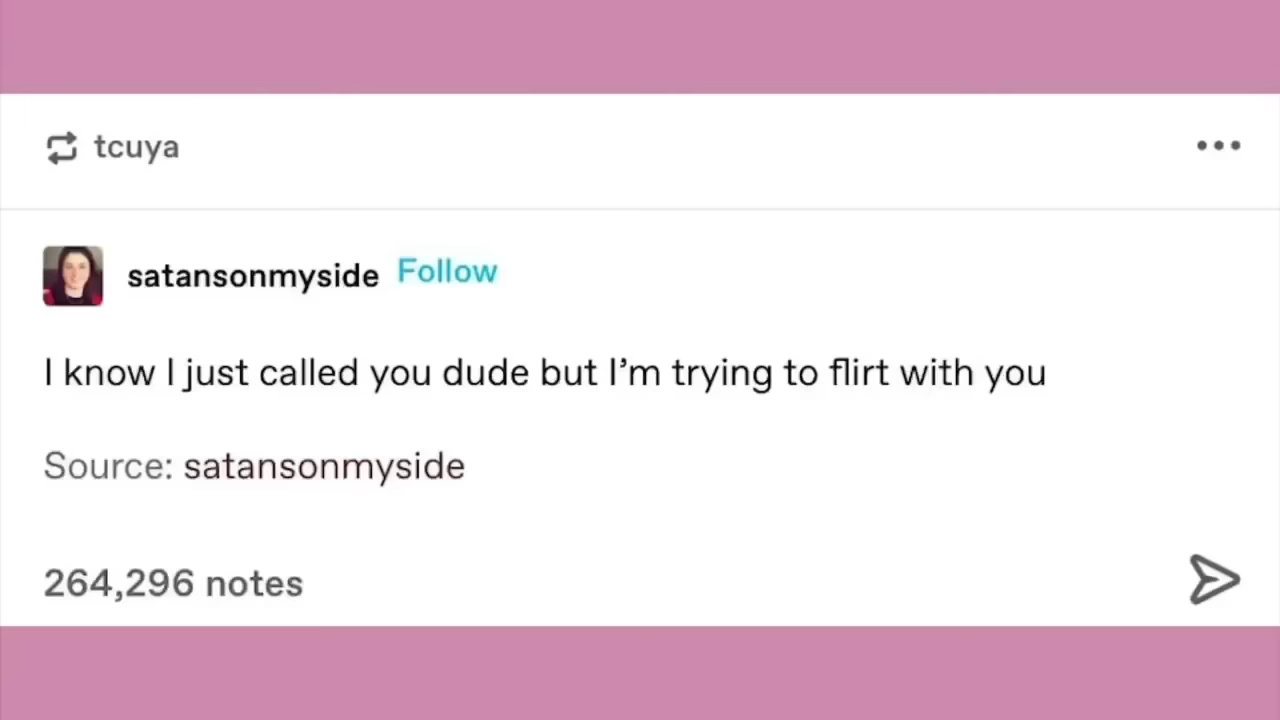 tcuya
satansonmyside Follow
I know I just called you dude but I’m trying to flirt with you
Source: satansonmyside
264,296 notes